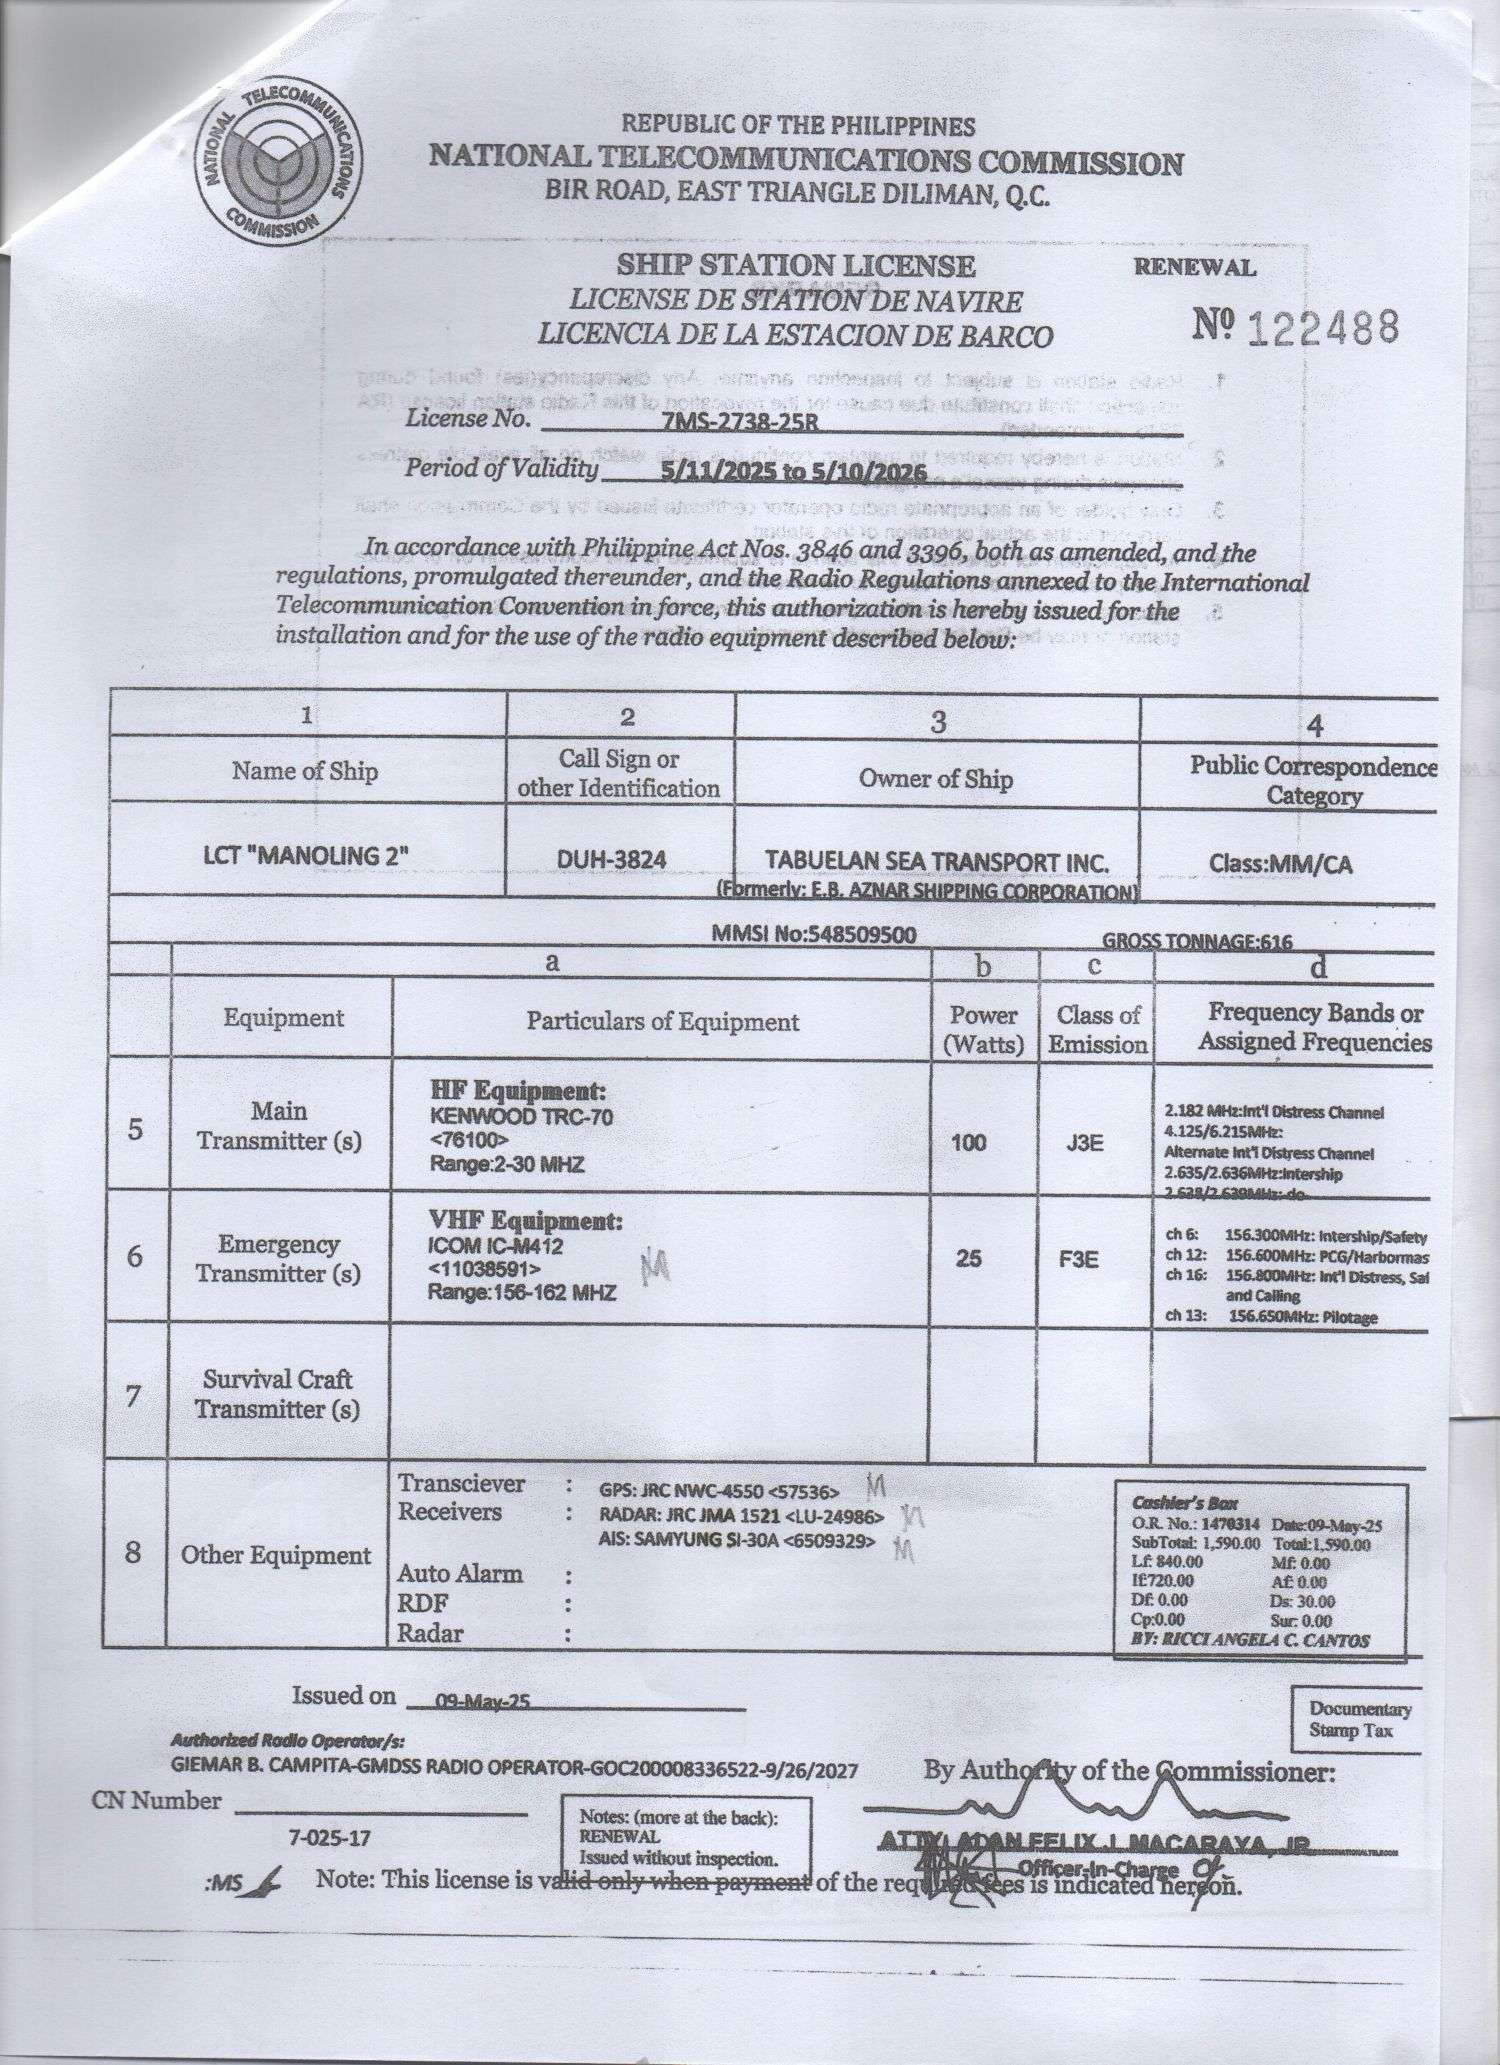 NATIONAL TELECOMMUNICATIONS COMMISSION
REPUBLIC OF THE PHILIPPINES
NATIONAL TELECOMMUNICATIONS COMMISSION
BIR ROAD, EAST TRIANGLE DILIMAN, Q.C.
SHIP STATION LICENSE
RENEWAL
LICENSE DE STATION DE NAVIRE
LICENCIA DE LA ESTACION DE BARCO
Nº 122488
License No. 7MS-2738-25R
Period of Validity 5/11/2025 to 5/10/2026
In accordance with Philippine Act Nos. 3846 and 3396, both as amended, and the
regulations, promulgated thereunder, and the Radio Regulations annexed to the International
Telecommunication Convention in force, this authorization is hereby issued for the
installation and for the use of the radio equipment described below:
1 2 3 4
Name of Ship
Call Sign or
other Identification
Owner of Ship
Public Correspondence
Category
LCT "MANOLING 2"
DUH-3824
TABUELAN SEA TRANSPORT INC.
(Formerly: E.B. AZNAR SHIPPING CORPORATION)
Class:MM/CA
MMSI No:548509500
GROSS TONNAGE:616
a b c d
Equipment
Particulars of Equipment
Power
(Watts)
Class of
Emission
Frequency Bands or
Assigned Frequencies
5
Main
Transmitter (s)
HF Equipment:
KENWOOD TRC-70
<76100>
Range:2-30 MHZ
100
J3E
2.182 MHz:Int'l Distress Channel
4.125/6.215MHz:
Alternate Int'l Distress Channel
2.635/2.636MHz:Intership
2.638/2.639MHz:-do-
6
Emergency
Transmitter (s)
VHF Equipment:
ICOM IC-M412
<11038591>
Range:156-162 MHZ
25
F3E
ch 6: 156.300MHz: Intership/Safety
ch 12: 156.600MHz: PCG/Harbormas
ch 16: 156.800MHz: Int'l Distress, Saf
and Calling
ch 13: 156.650MHz: Pilotage
7
Survival Craft
Transmitter (s)
8
Other Equipment
Transciever : GPS: JRC NWC-4550 <57536>
Receivers : RADAR: JRC JMA 1521 <LU-24986>
AIS: SAMYUNG SI-30A <6509329>
Auto Alarm :
RDF :
Radar :
Cashier's Box
O.R. No.: 1470314 Date:09-May-25
SubTotal: 1,590.00 Total:1,590.00
Lf: 840.00 Mf: 0.00
If:720.00 Af: 0.00
Df: 0.00 Ds: 30.00
Cp:0.00 Sur: 0.00
BY: RICCI ANGELA C. CANTOS
Issued on 09-May-25
Documentary
Stamp Tax
Authorized Radio Operator/s:
GIEMAR B. CAMPITA-GMDSS RADIO OPERATOR-GOC200008336522-9/26/2027
By Authority of the Commissioner:
CN Number
7-025-17
Notes: (more at the back):
RENEWAL
Issued without inspection.
ATTY. ADAN FELIX J. MACARAYA, JR.
Officer-In-Charge
:MS
Note: This license is valid only when payment of the required fees is indicated hereon.